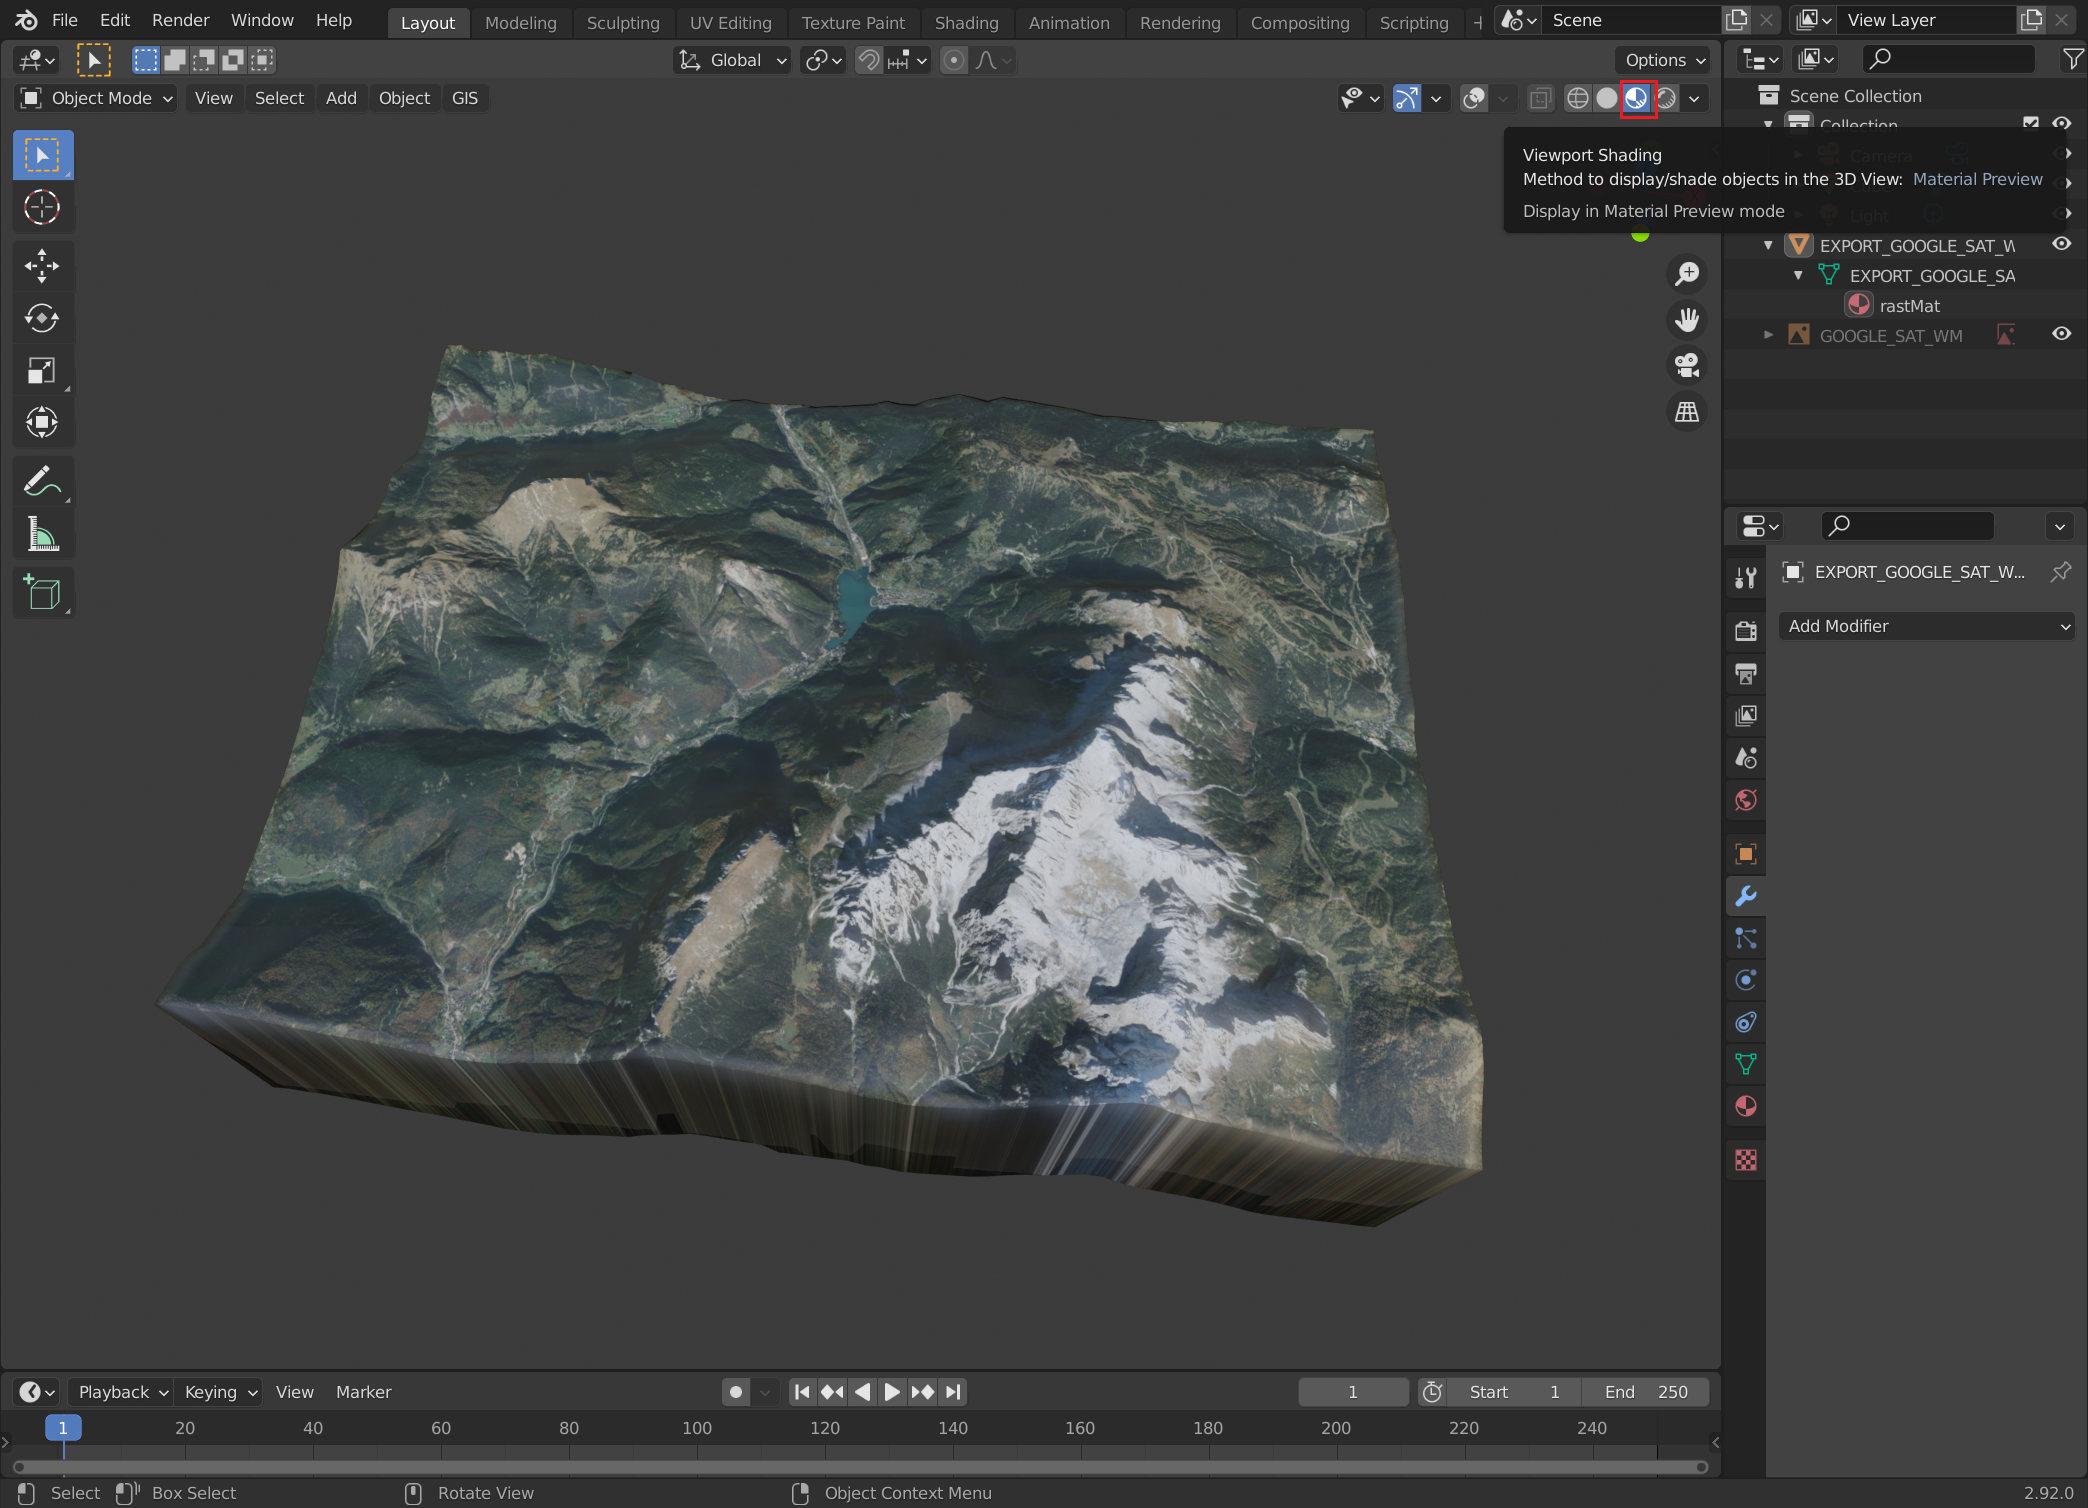 File Edit Render Window Help
Layout Modeling Sculpting UV Editing Texture Paint Shading Animation Rendering Compositing Scripting
Scene
View Layer
Global
Options
Object Mode View Select Add Object GIS
Scene Collection
Collection
Viewport Shading
Method to display/shade objects in the 3D View: Material Preview
Display in Material Preview mode
Camera
Light
EXPORT_GOOGLE_SAT_W
EXPORT_GOOGLE_SA
rastMat
GOOGLE_SAT_WM
EXPORT_GOOGLE_SAT_W...
Add Modifier
Playback Keying View Marker
1
Start 1
End 250
1 20 40 60 80 100 120 140 160 180 200 220 240
Select Box Select Rotate View Object Context Menu 2.92.0